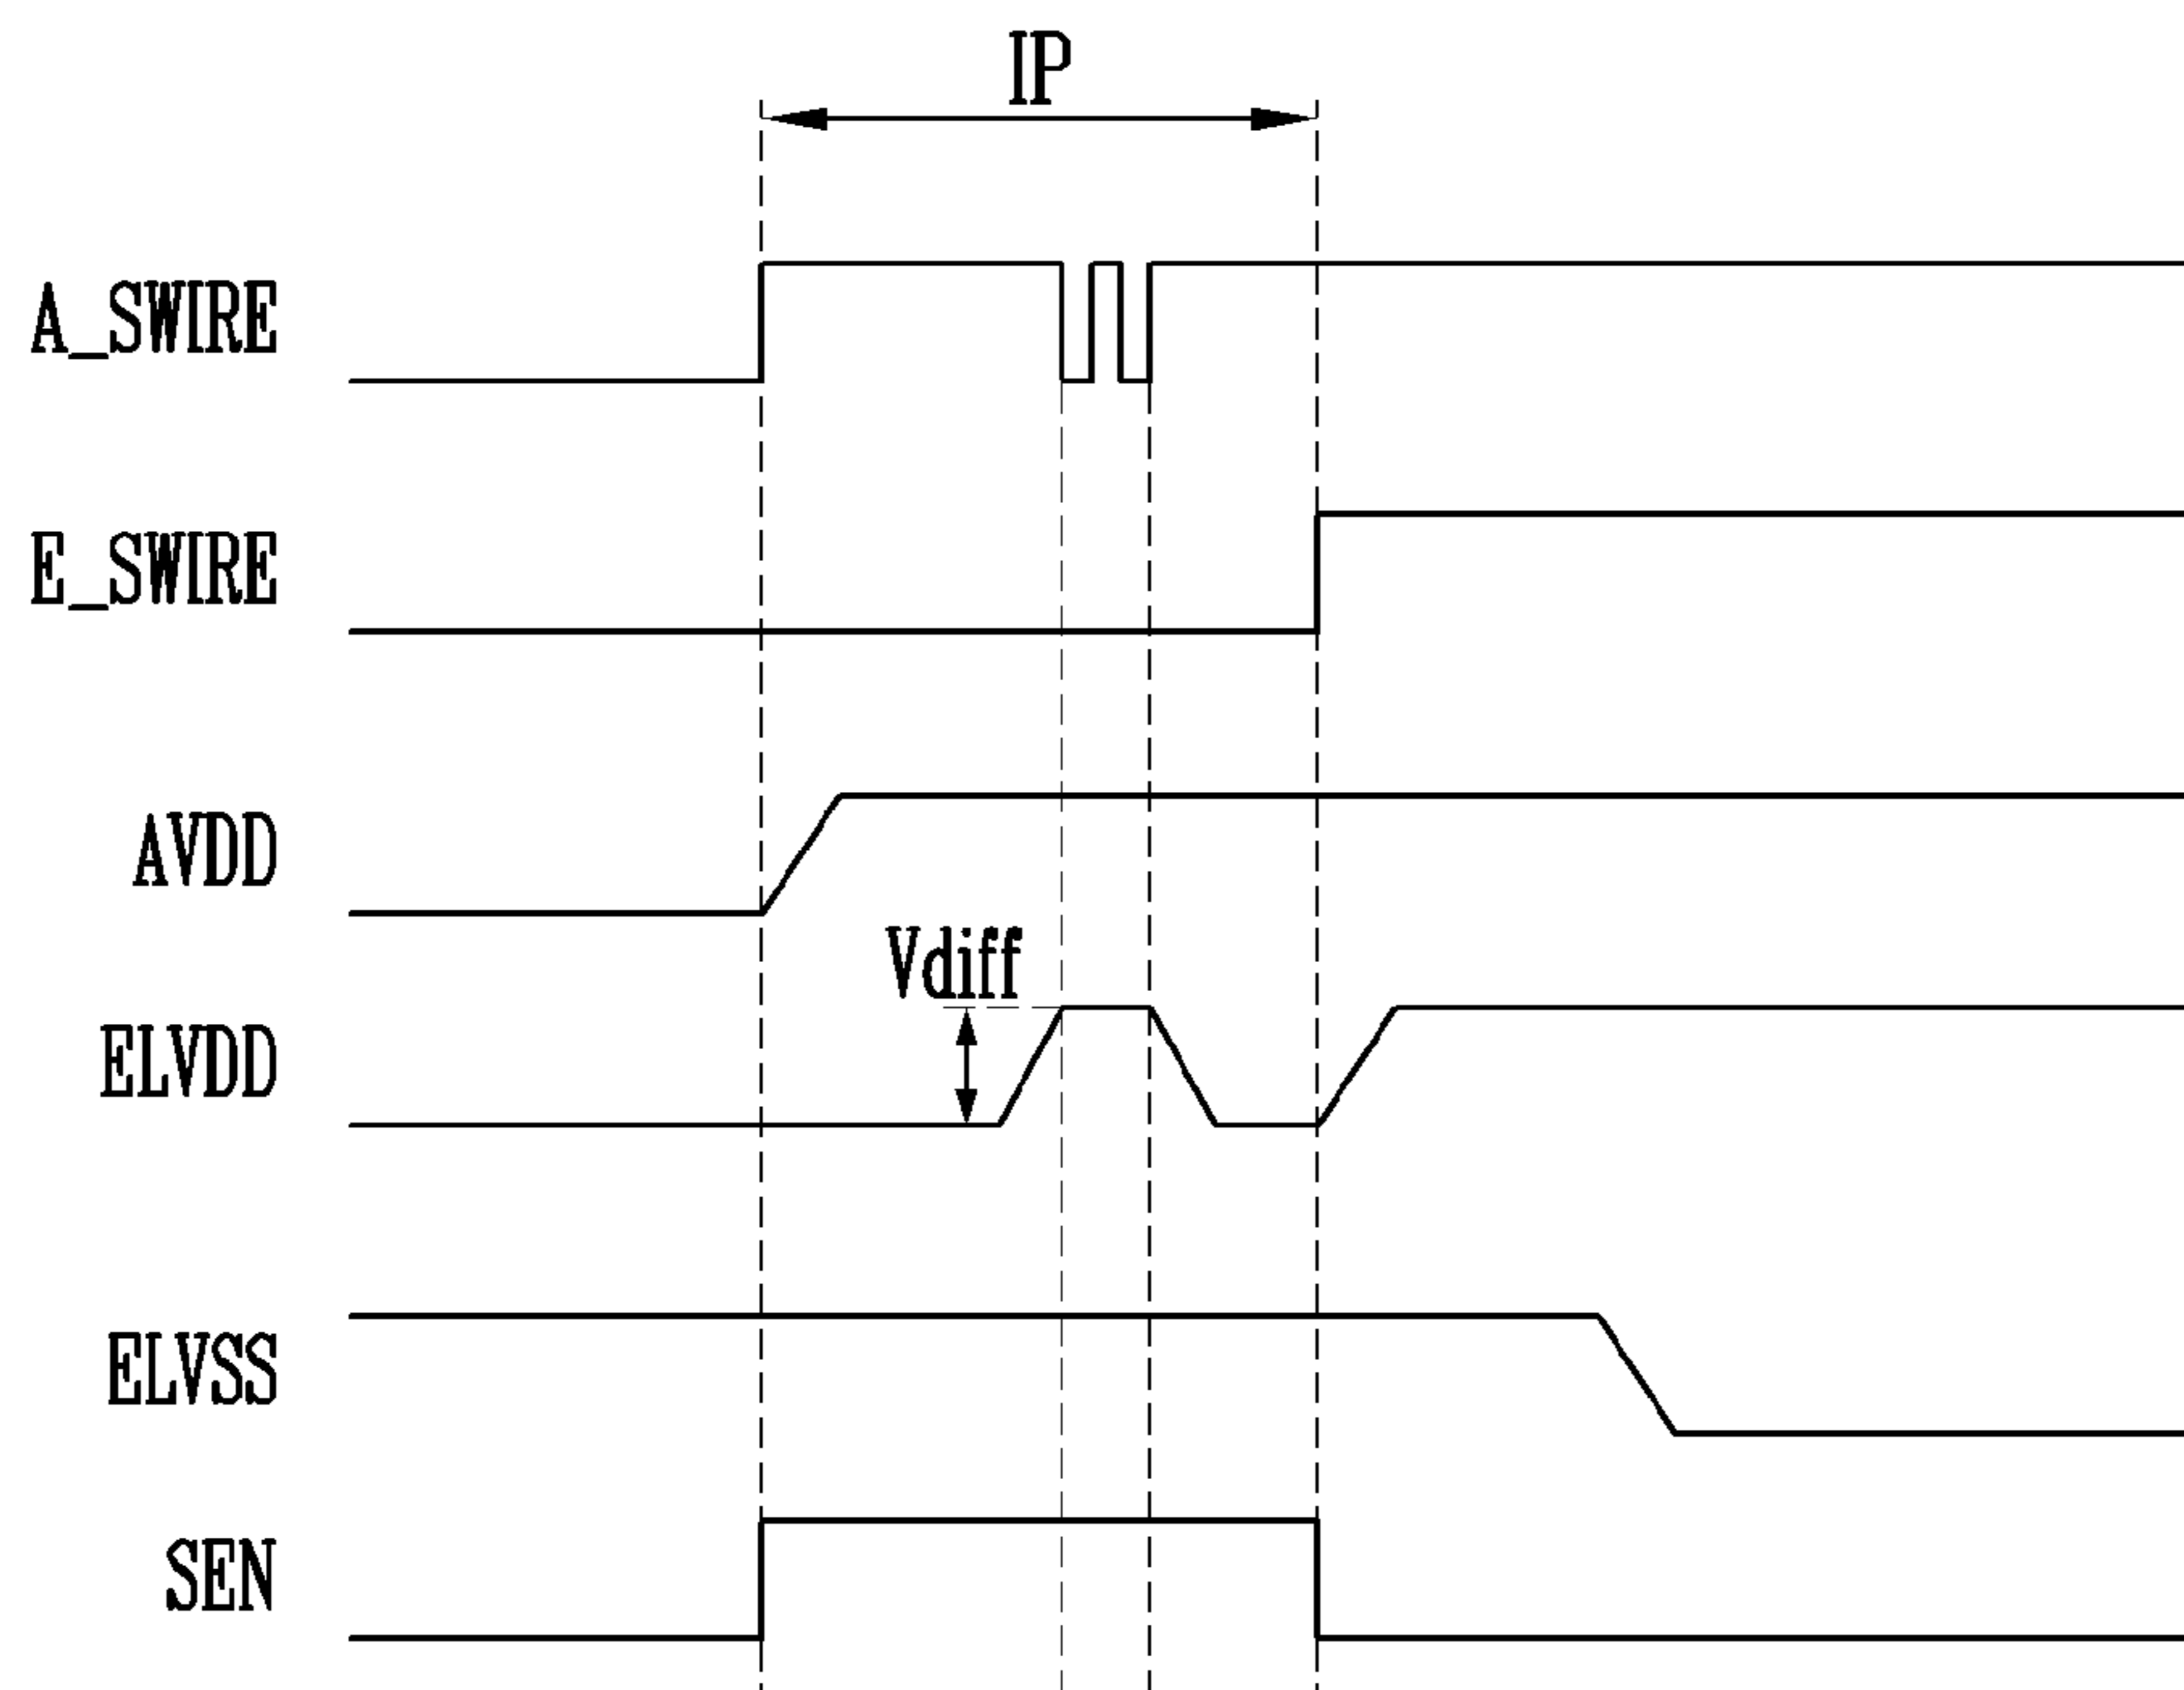 IP
A_SWIRE
E_SWIRE
AVDD
Vdiff
ELVDD
ELVSS
SEN